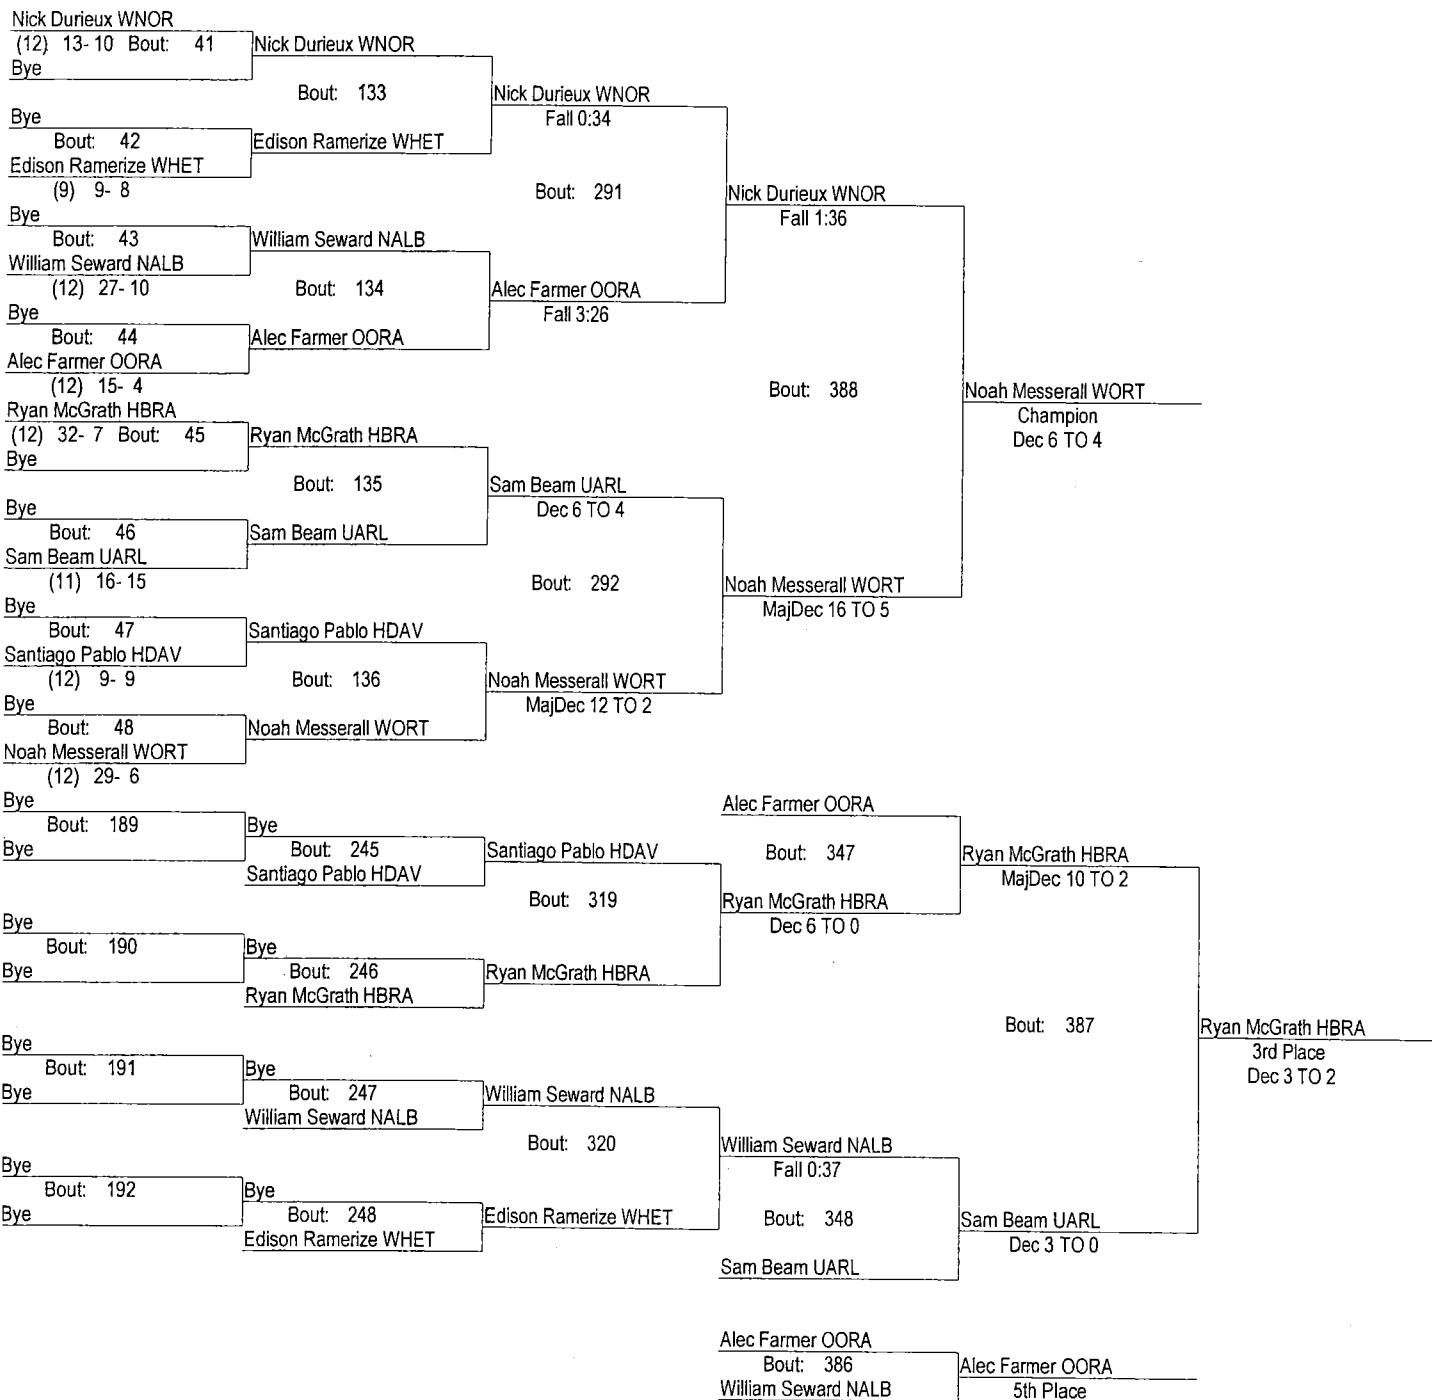 Nick Durieux WNOR
(12) 13- 10 Bout: 41
Bye
Nick Durieux WNOR
Bout: 133
Bye
Bout: 42
Edison Ramerize WHET
(9) 9- 8
Edison Ramerize WHET
Nick Durieux WNOR
Fall 0:34
Bout: 291
Bye
Bout: 43
William Seward NALB
(12) 27- 10
William Seward NALB
Bout: 134
Bye
Bout: 44
Alec Farmer OORA
(12) 15- 4
Alec Farmer OORA
Alec Farmer OORA
Fall 3:26
Nick Durieux WNOR
Fall 1:36
Bout: 388
Ryan McGrath HBRA
(12) 32- 7 Bout: 45
Bye
Ryan McGrath HBRA
Bout: 135
Bye
Bout: 46
Sam Beam UARL
(11) 16- 15
Sam Beam UARL
Sam Beam UARL
Dec 6 TO 4
Bout: 292
Bye
Bout: 47
Santiago Pablo HDAV
(12) 9- 9
Santiago Pablo HDAV
Bout: 136
Bye
Bout: 48
Noah Messerall WORT
(12) 29- 6
Noah Messerall WORT
Noah Messerall WORT
MajDec 12 TO 2
Noah Messerall WORT
MajDec 16 TO 5
Noah Messerall WORT
Champion
Dec 6 TO 4
Bye
Bout: 189
Bye
Bye
Bout: 245
Santiago Pablo HDAV
Santiago Pablo HDAV
Bout: 319
Bye
Bout: 190
Bye
Bye
Bout: 246
Ryan McGrath HBRA
Ryan McGrath HBRA
Alec Farmer OORA
Bout: 347
Ryan McGrath HBRA
Dec 6 TO 0
Ryan McGrath HBRA
MajDec 10 TO 2
Bout: 387
Bye
Bout: 191
Bye
Bye
Bout: 247
William Seward NALB
William Seward NALB
Bout: 320
Bye
Bout: 192
Bye
Bye
Bout: 248
Edison Ramerize WHET
Edison Ramerize WHET
William Seward NALB
Fall 0:37
Bout: 348
Sam Beam UARL
Sam Beam UARL
Dec 3 TO 0
Ryan McGrath HBRA
3rd Place
Dec 3 TO 2
Alec Farmer OORA
Bout: 386
William Seward NALB
Alec Farmer OORA
5th Place